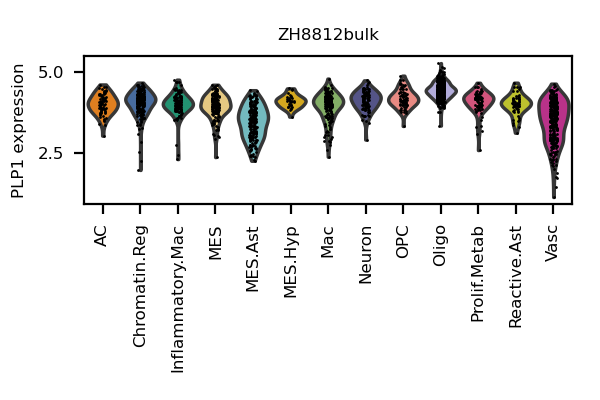 ZH8812bulk
PLP1 expression
5.0
2.5
AC
Chromatin.Reg
Inflammatory.Mac
MES
MES.Ast
MES.Hyp
Mac
Neuron
OPC
Oligo
Prolif.Metab
Reactive.Ast
Vasc